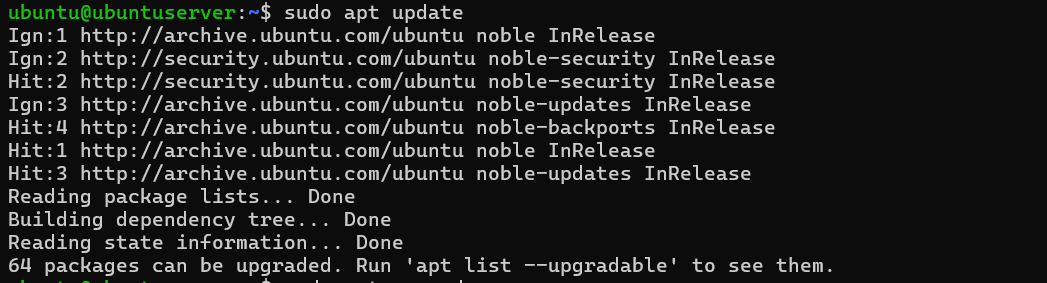 ubuntu@ubuntuserver:~$ sudo apt update
Ign:1 http://archive.ubuntu.com/ubuntu noble InRelease
Ign:2 http://security.ubuntu.com/ubuntu noble-security InRelease
Hit:2 http://security.ubuntu.com/ubuntu noble-security InRelease
Ign:3 http://archive.ubuntu.com/ubuntu noble-updates InRelease
Hit:4 http://archive.ubuntu.com/ubuntu noble-backports InRelease
Hit:1 http://archive.ubuntu.com/ubuntu noble InRelease
Hit:3 http://archive.ubuntu.com/ubuntu noble-updates InRelease
Reading package lists... Done
Building dependency tree... Done
Reading state information... Done
64 packages can be upgraded. Run 'apt list --upgradable' to see them.